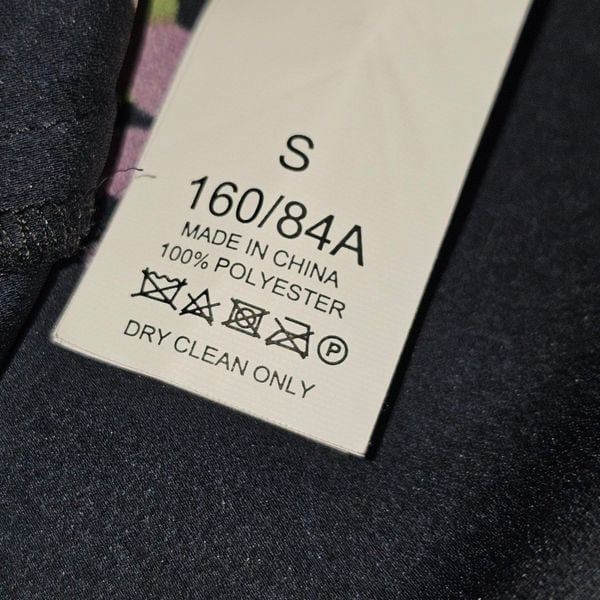 S
160/84A
MADE IN CHINA
100% POLYESTER
P
DRY CLEAN ONLY